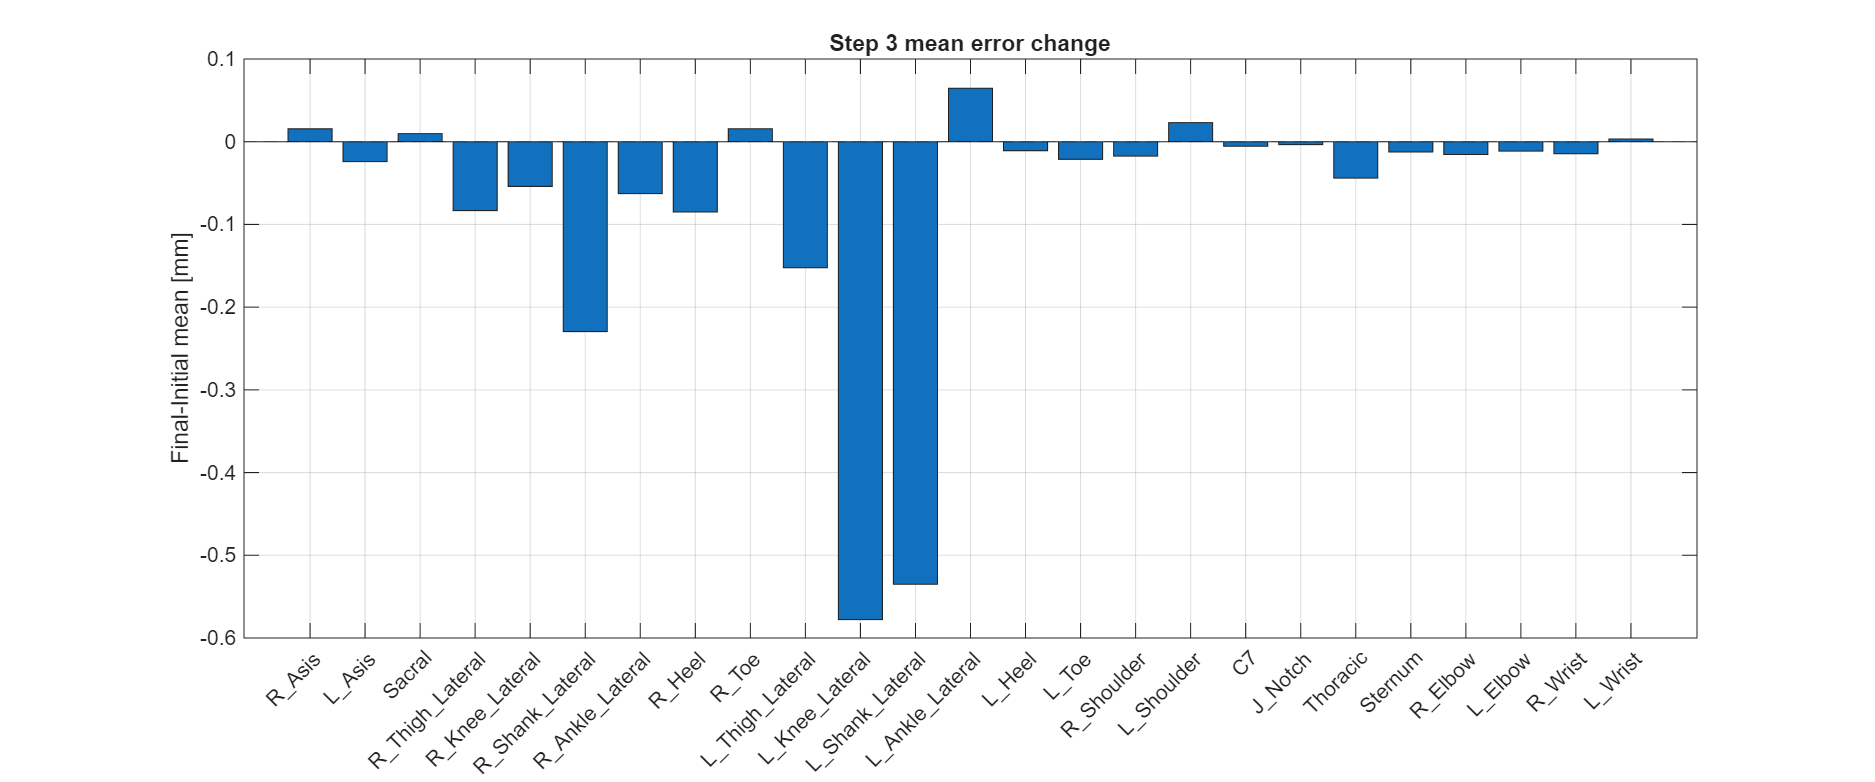 Step 3 mean error change
Final-Initial mean [mm]
0.1
0
-0.1
-0.2
-0.3
-0.4
-0.5
-0.6
R_Asis
L_Asis
Sacral
R_Thigh_Lateral
R_Knee_Lateral
R_Shank_Lateral
R_Ankle_Lateral
R_Heel
R_Toe
L_Thigh_Lateral
L_Knee_Lateral
L_Shank_Lateral
L_Ankle_Lateral
L_Heel
L_Toe
R_Shoulder
L_Shoulder
C7
J_Notch
Thoracic
Sternum
R_Elbow
L_Elbow
R_Wrist
L_Wrist